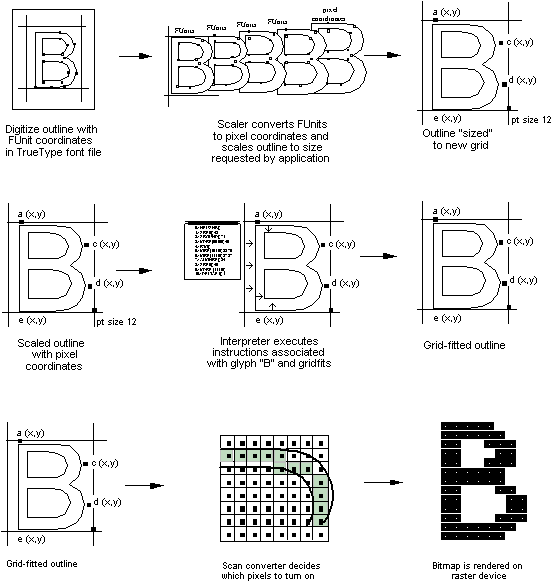 FUnits
FUnits
FUnits
FUnits
pixel
coordinates
a (x,y)
c (x,y)
d (x,y)
e (x,y)
pt size 12
Digitize outline with
FUnit coordinates
in TrueType font file
Scaler converts FUnits
to pixel coordinates and
scales outline to size
requested by application
Outline "sized"
to new grid
a (x,y)
c (x,y)
d (x,y)
e (x,y)
pt size 12
a (x,y)
c (x,y)
d (x,y)
e (x,y)
a (x,y)
c (x,y)
d (x,y)
e (x,y)
Scaled outline
with pixel
coordinates
Interpreter executes
instructions associated
with glyph "B" and gridfits
Grid-fitted outline
a (x,y)
c (x,y)
d (x,y)
e (x,y)
Grid-fitted outline
Scan converter decides
which pixels to turn on
Bitmap is rendered on
raster device